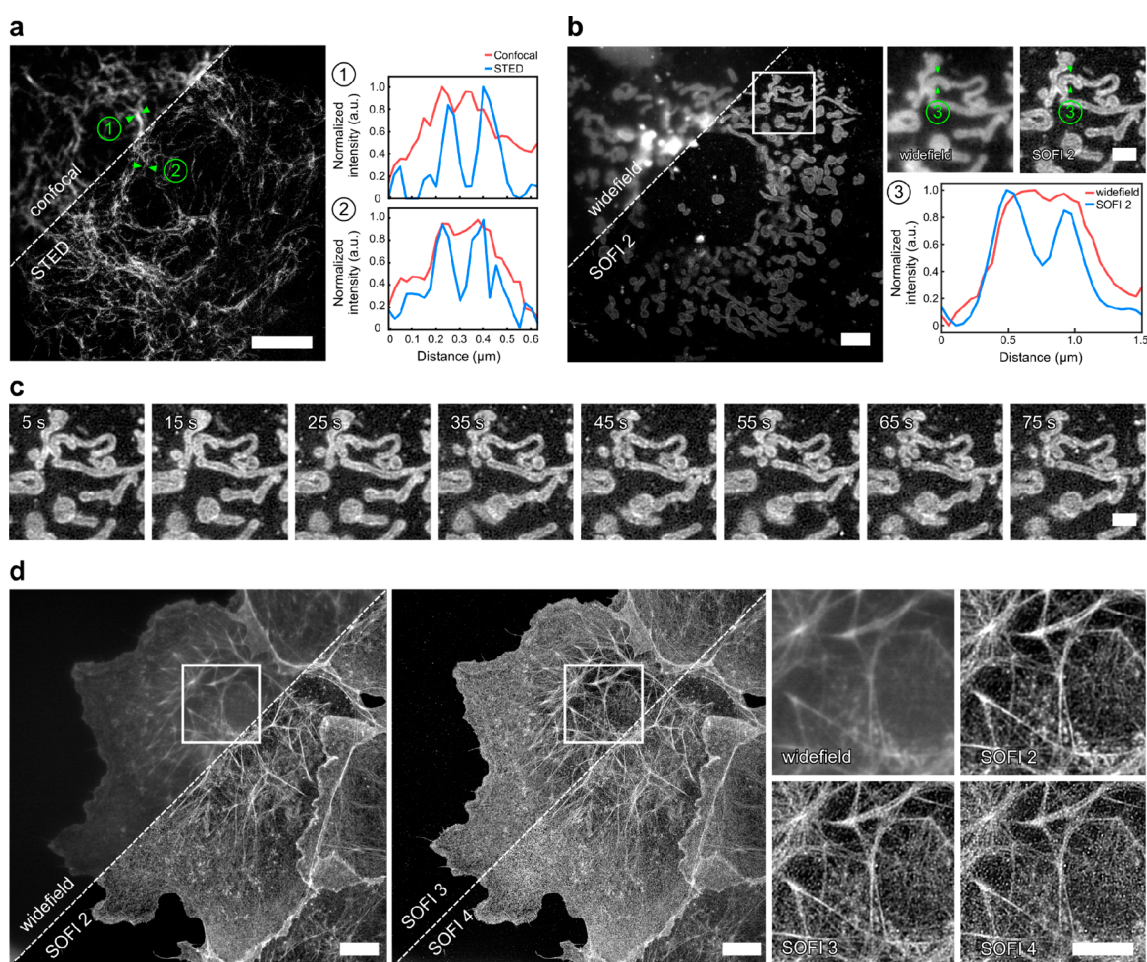 a
confocal
STED
1
2
1
Confocal
STED
Normalized
intensity (a.u.)
1.0
0.8
0.6
0.4
0.2
0
2
Normalized
intensity (a.u.)
1.0
0.8
0.6
0.4
0.2
0
0 0.1 0.2 0.3 0.4 0.5 0.6
Distance (µm)
b
widefield
SOFI 2
3
widefield
3
SOFI 2
3
widefield
SOFI 2
Normalized
intensity (a.u.)
1.0
0.8
0.6
0.4
0.2
0
0 0.5 1.0 1.5
Distance (µm)
c
5 s 15 s 25 s 35 s 45 s 55 s 65 s 75 s
d
widefield
SOFI 2
SOFI 3
SOFI 4
widefield
SOFI 2
SOFI 3
SOFI 4